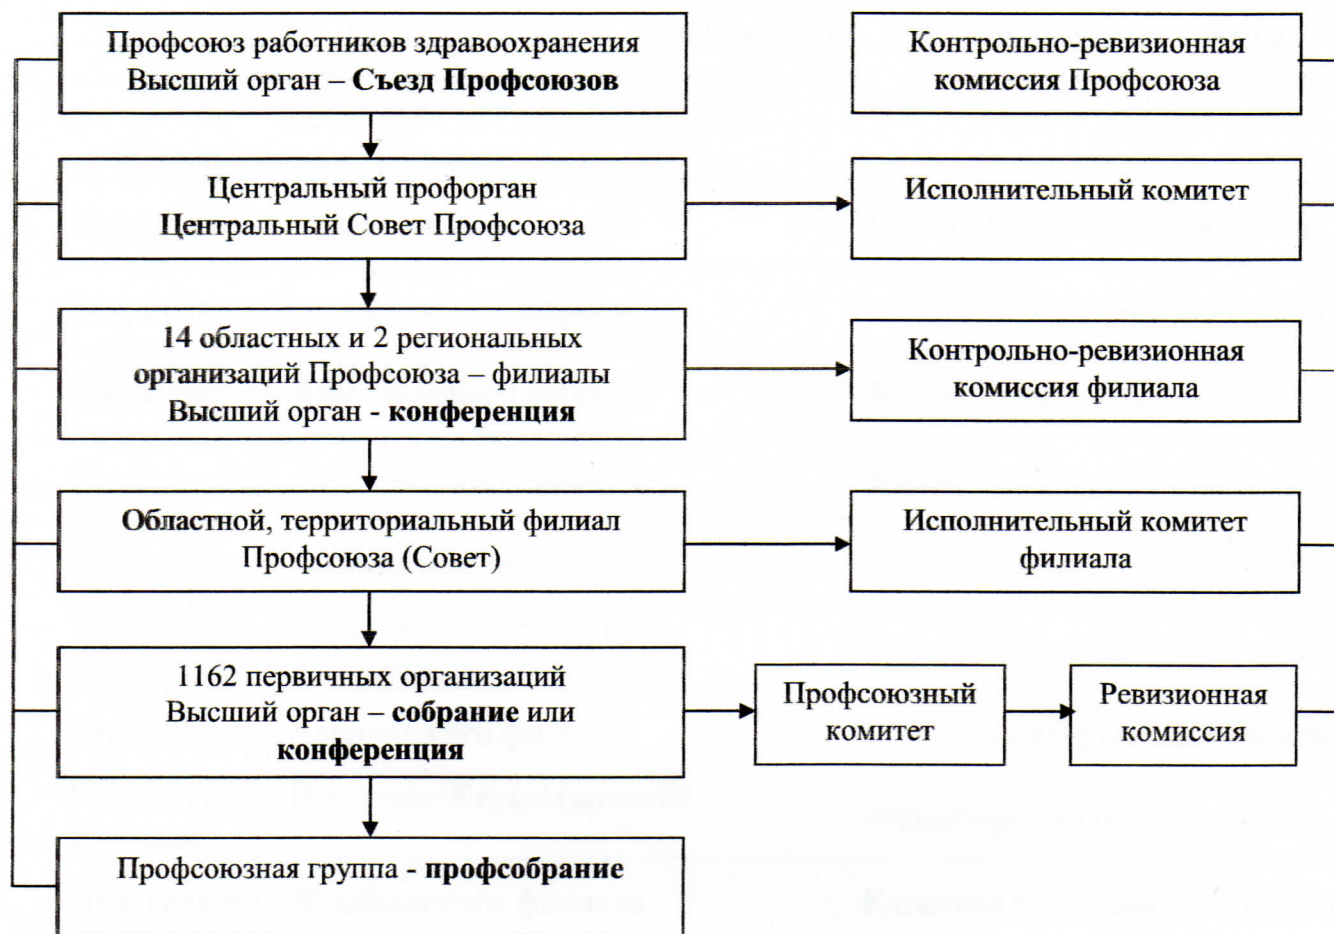 Профсоюз работников здравоохранения
Высший орган – Съезд Профсоюзов
Контрольно-ревизионная
комиссия Профсоюза
Центральный профорган
Центральный Совет Профсоюза
Исполнительный комитет
14 областных и 2 региональных
организаций Профсоюза – филиалы
Высший орган - конференция
Контрольно-ревизионная
комиссия филиала
Областной, территориальный филиал
Профсоюза (Совет)
Исполнительный комитет
филиала
1162 первичных организаций
Высший орган – собрание или
конференция
Профсоюзный
комитет
Ревизионная
комиссия
Профсоюзная группа - профсобрание